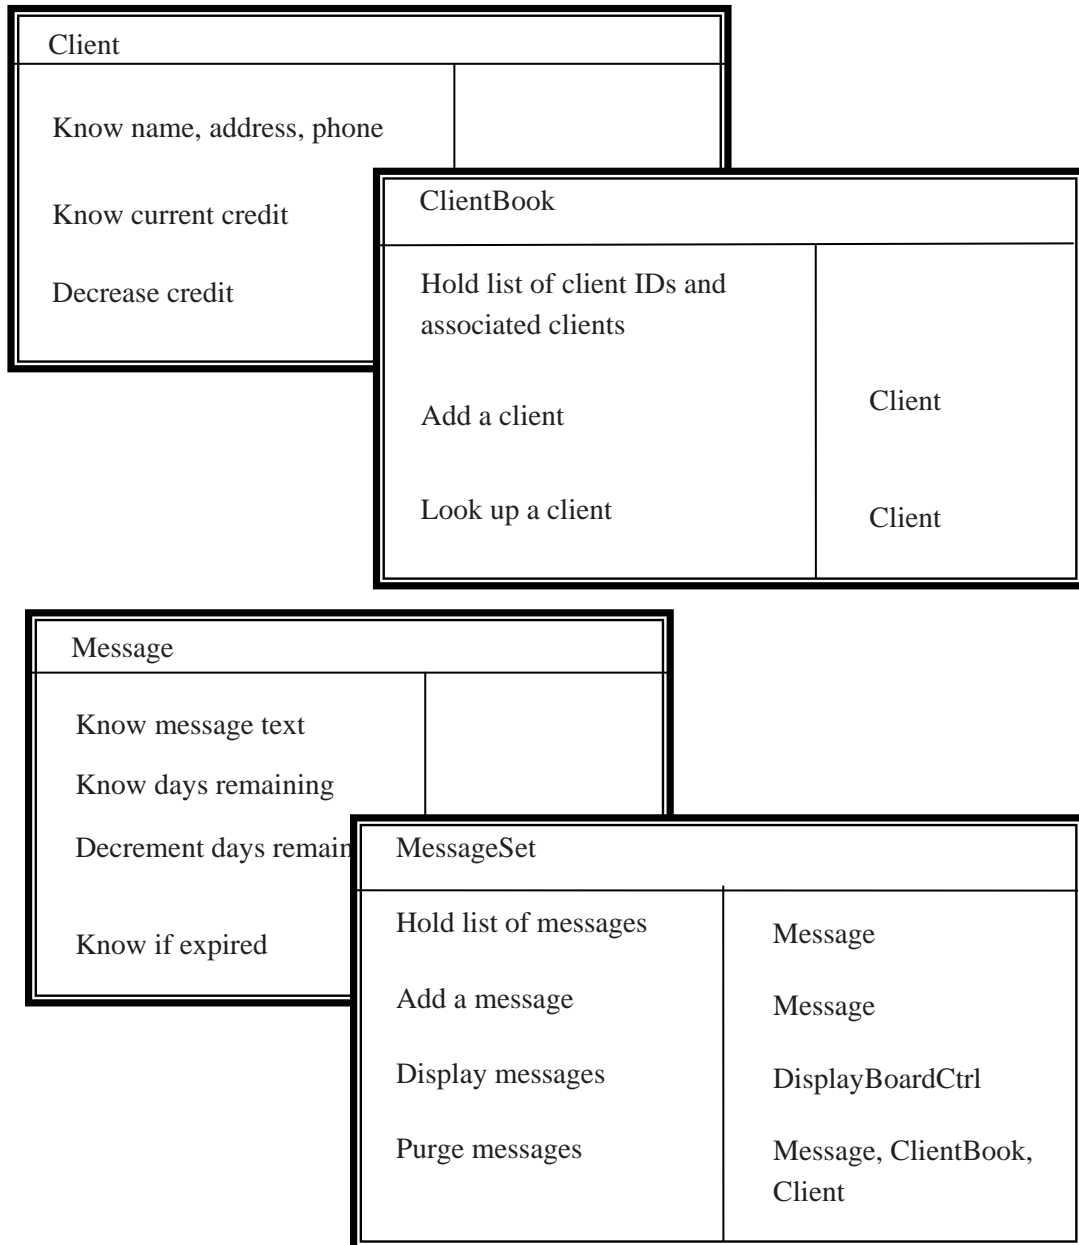 Client
Know name, address, phone
Know current credit
Decrease credit
ClientBook
Hold list of client IDs and
associated clients
Add a client
Client
Look up a client
Client
Message
Know message text
Know days remaining
Decrement days remain
Know if expired
MessageSet
Hold list of messages
Message
Add a message
Message
Display messages
DisplayBoardCtrl
Purge messages
Message, ClientBook,
Client